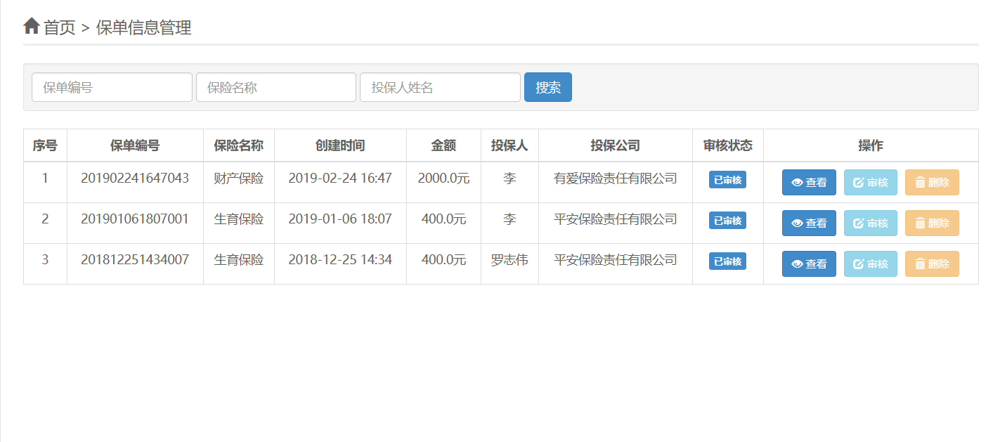 首页 > 保单信息管理
保单编号 保险名称 投保人姓名 搜索
序号 保单编号 保险名称 创建时间 金额 投保人 投保公司 审核状态 操作
1 201902241647043 财产保险 2019-02-24 16:47 2000.0元 李 有爱保险责任有限公司 已审核 查看 审核 删除
2 201901061807001 生育保险 2019-01-06 18:07 400.0元 李 平安保险责任有限公司 已审核 查看 审核 删除
3 201812251434007 生育保险 2018-12-25 14:34 400.0元 罗志伟 平安保险责任有限公司 已审核 查看 审核 删除